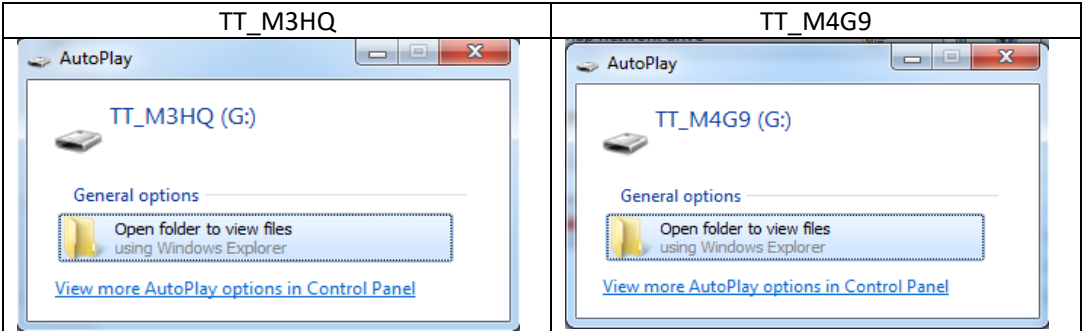 TT_M3HQ
AutoPlay
TT_M3HQ (G:)
General options
Open folder to view files
using Windows Explorer
View more AutoPlay options in Control Panel
TT_M4G9
AutoPlay
TT_M4G9 (G:)
General options
Open folder to view files
using Windows Explorer
View more AutoPlay options in Control Panel